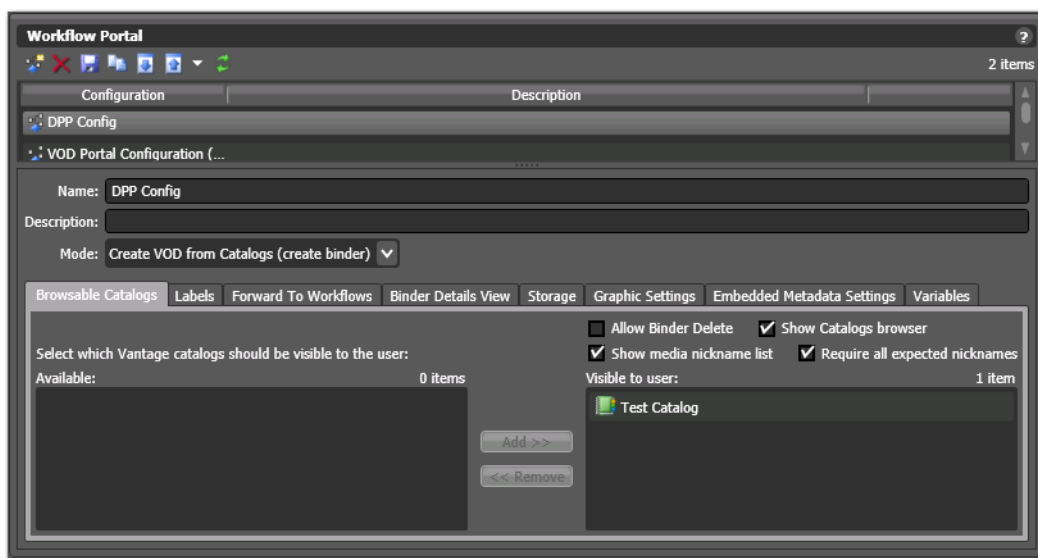 Workflow Portal
?
2 items
Configuration Description
DPP Config
VOD Portal Configuration (...
Name: DPP Config
Description:
Mode: Create VOD from Catalogs (create binder)
Browsable Catalogs Labels Forward To Workflows Binder Details View Storage Graphic Settings Embedded Metadata Settings Variables
Allow Binder Delete Show Catalogs browser
Select which Vantage catalogs should be visible to the user: Show media nickname list Require all expected nicknames
Available: 0 items Visible to user: 1 item
Test Catalog
Add >>
<< Remove